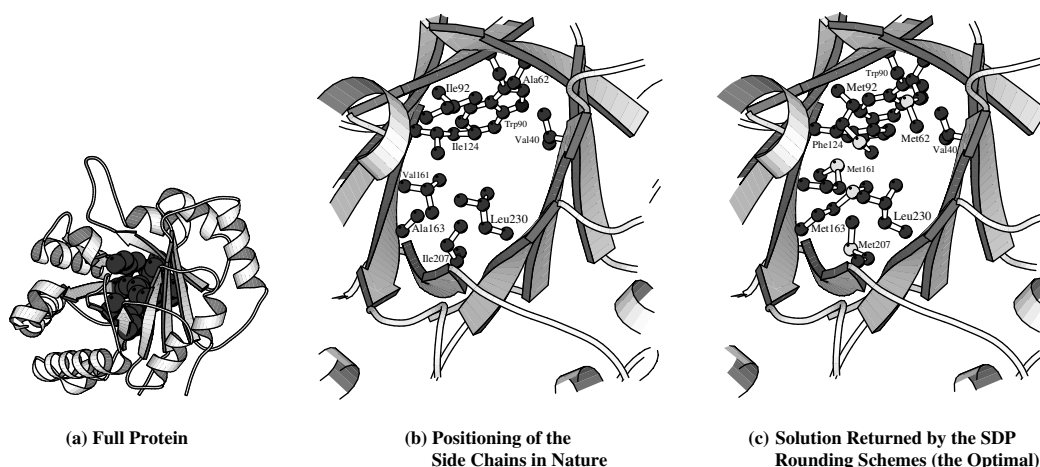 Ile92
Ala62
Trp90
Val40
Ile124
Val161
Ala163
Leu230
Ile207
Trp90
Met92
Met62
Val40
Phe124
Met161
Met163
Leu230
Met207
(a) Full Protein
(b) Positioning of the
Side Chains in Nature
(c) Solution Returned by the SDP
Rounding Schemes (the Optimal)